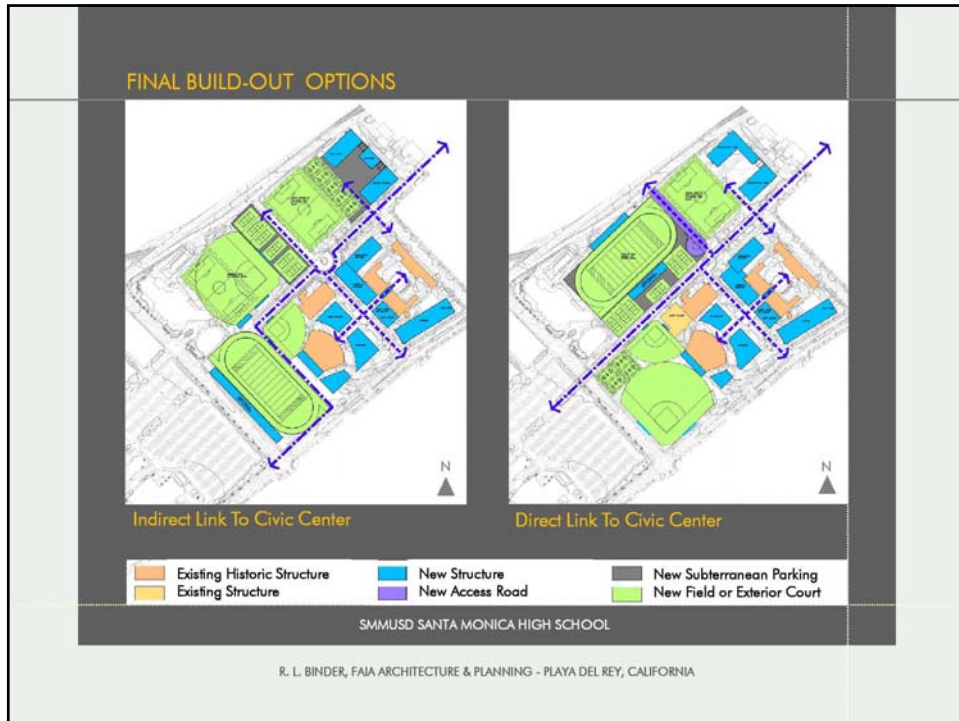 FINAL BUILD-OUT OPTIONS
N
N
Indirect Link To Civic Center
Direct Link To Civic Center
Existing Historic Structure
New Structure
New Subterranean Parking
Existing Structure
New Access Road
New Field or Exterior Court
SMMUSD SANTA MONICA HIGH SCHOOL
R. L. BINDER, FAIA ARCHITECTURE & PLANNING - PLAYA DEL REY, CALIFORNIA